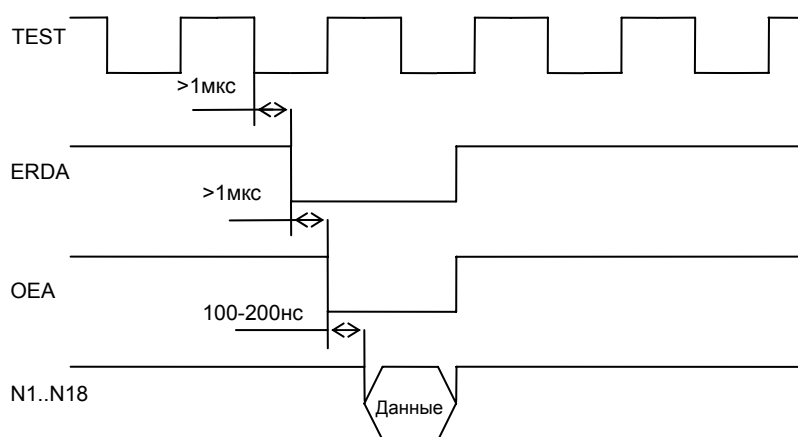 TEST
>1мкс
ERDA
>1мкс
OEA
100-200нс
N1..N18
Данные